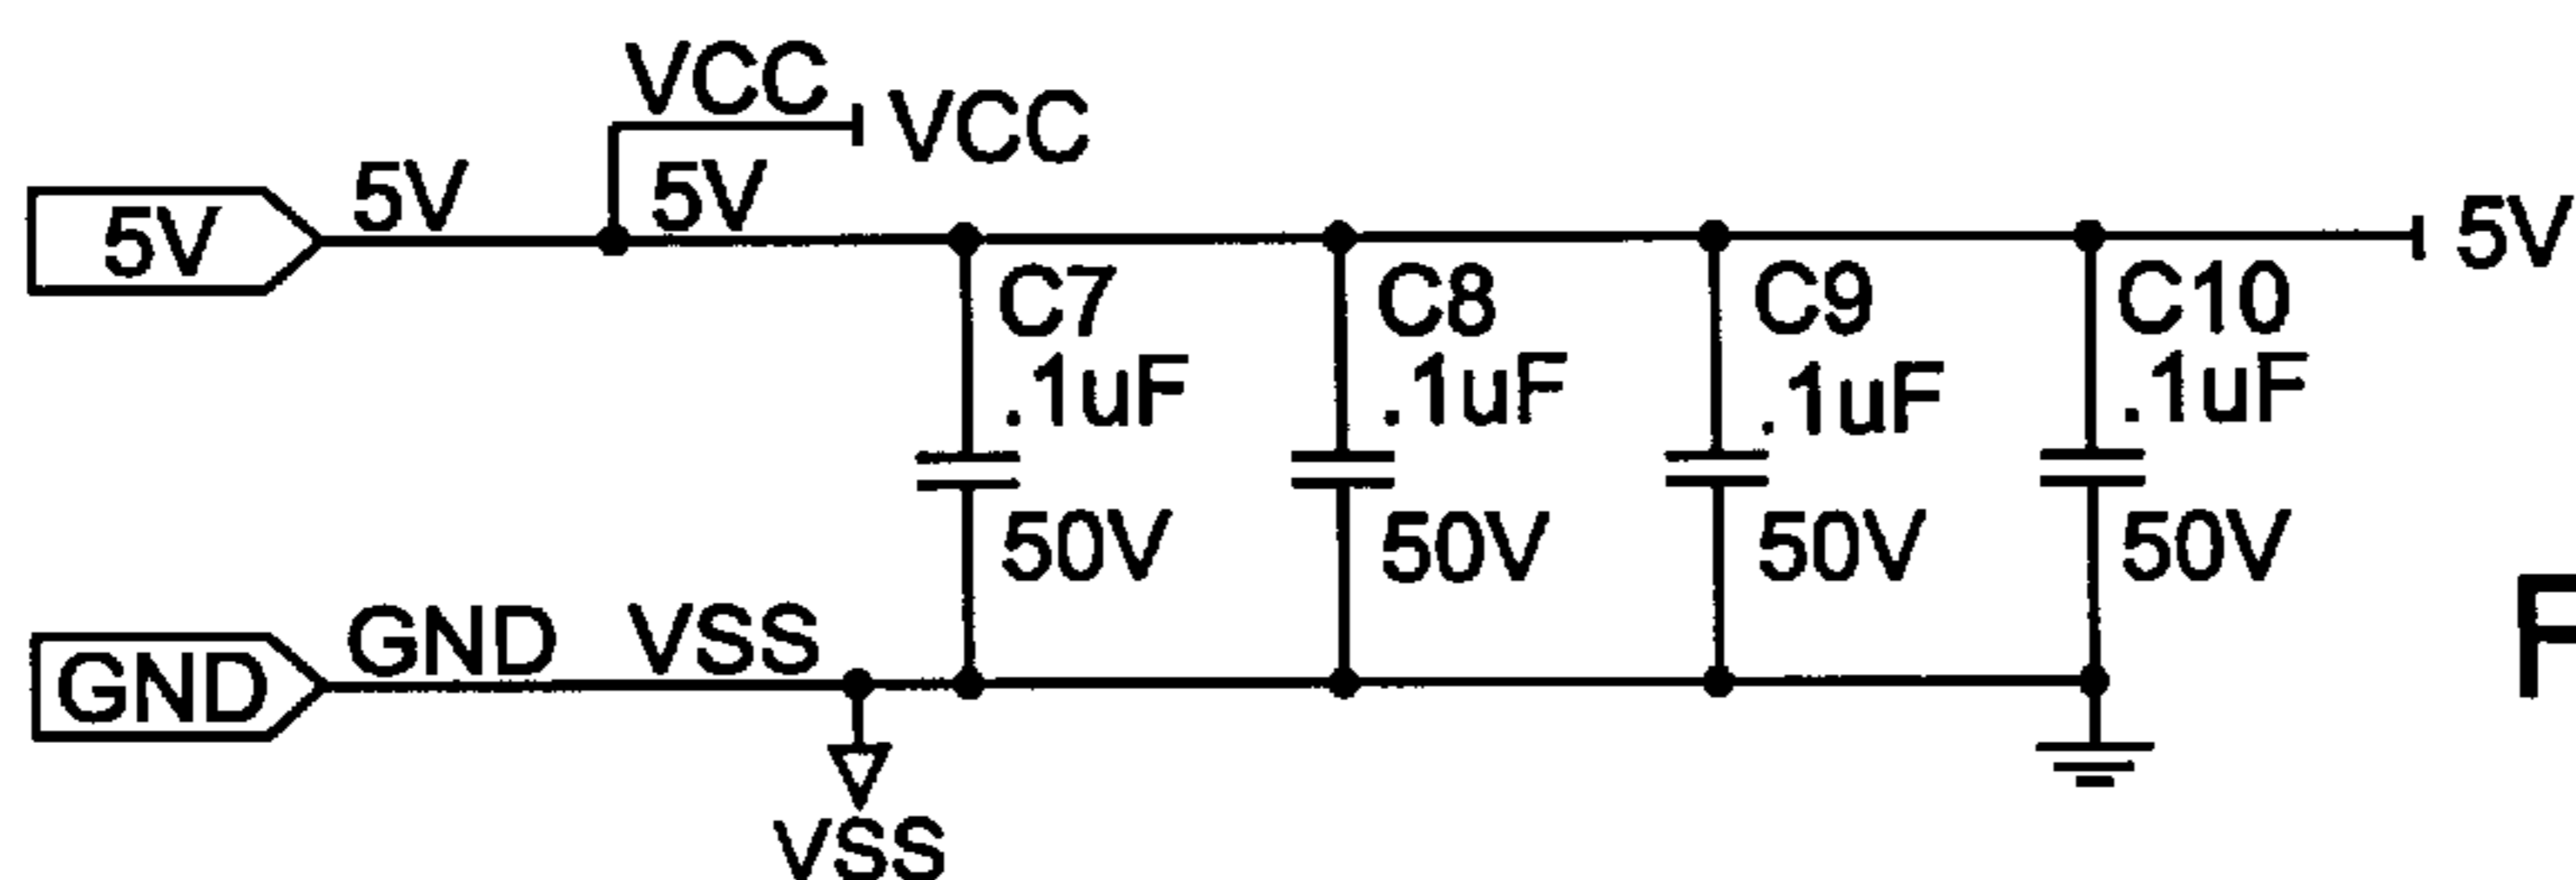 VCC
VCC
5V
5V
5V
5V
C7
.1uF
50V
C8
.1uF
50V
C9
.1uF
50V
C10
.1uF
50V
GND
GND
VSS
VSS
F